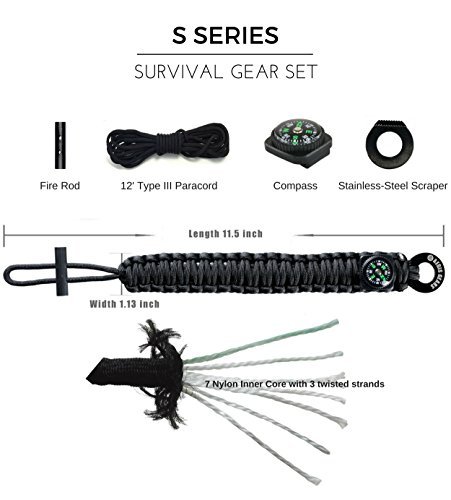 S SERIES
SURVIVAL GEAR SET
Fire Rod
12' Type III Paracord
Compass
Stainless-Steel Scraper
Length 11.5 inch
Width 1.13 inch
7 Nylon Inner Core with 3 twisted strands